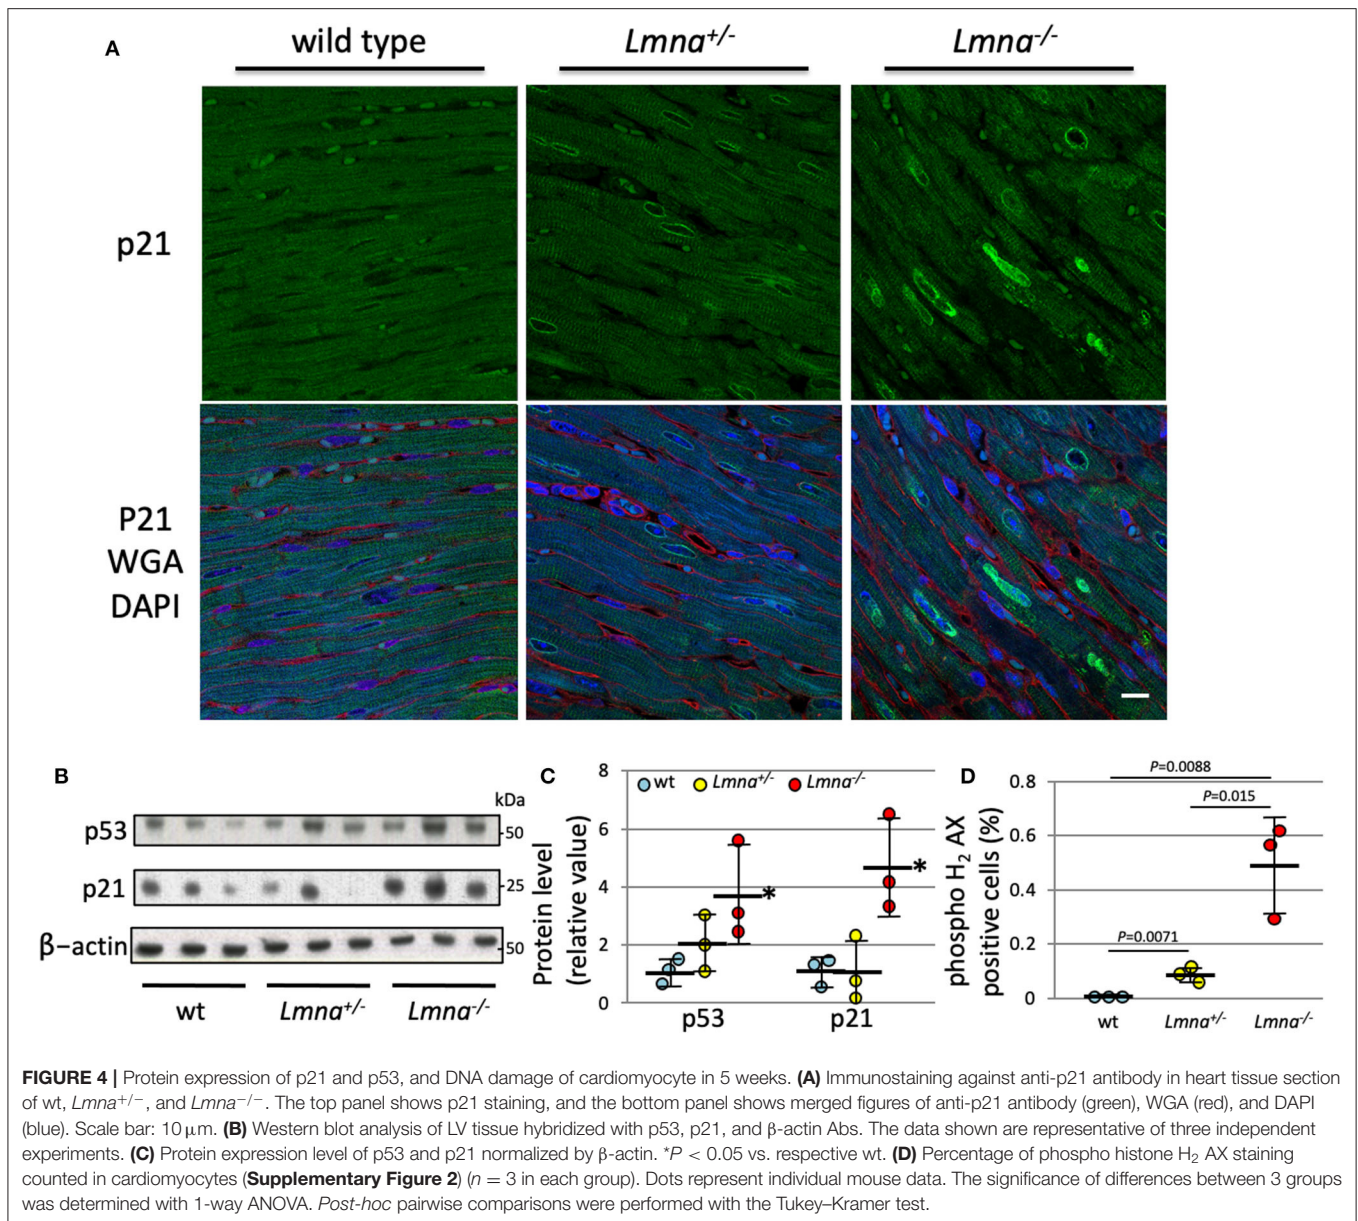 A
wild type
Lmna+/-
Lmna-/-
p21
P21
WGA
DAPI
B
kDa
p53
50
p21
25
β–actin
50
wt
Lmna+/-
Lmna-/-
C
8
6
4
2
0
Protein level
(relative value)
wt
Lmna+/-
Lmna-/-
*
*
p53
p21
D
0.8
0.6
0.4
0.2
0
phospho H2 AX
positive cells (%)
P=0.0088
P=0.015
P=0.0071
wt
Lmna+/-
Lmna-/-
FIGURE 4 | Protein expression of p21 and p53, and DNA damage of cardiomyocyte in 5 weeks. (A) Immunostaining against anti-p21 antibody in heart tissue section
of wt, Lmna+/−, and Lmna−/−. The top panel shows p21 staining, and the bottom panel shows merged figures of anti-p21 antibody (green), WGA (red), and DAPI
(blue). Scale bar: 10 μm. (B) Western blot analysis of LV tissue hybridized with p53, p21, and β-actin Abs. The data shown are representative of three independent
experiments. (C) Protein expression level of p53 and p21 normalized by β-actin. *P < 0.05 vs. respective wt. (D) Percentage of phospho histone H2 AX staining
counted in cardiomyocytes (Supplementary Figure 2) (n = 3 in each group). Dots represent individual mouse data. The significance of differences between 3 groups
was determined with 1-way ANOVA. Post-hoc pairwise comparisons were performed with the Tukey–Kramer test.